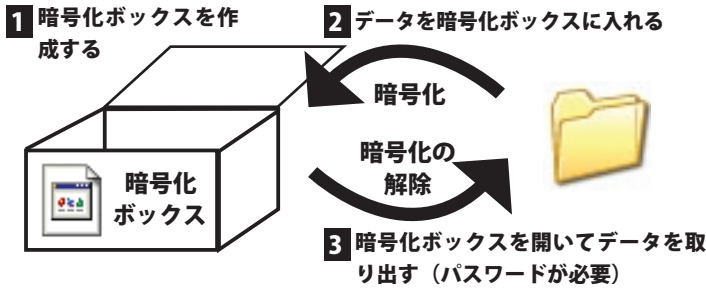 1 暗号化ボックスを作
成する
2 データを暗号化ボックスに入れる
暗号化
暗号化の
解除
暗号化
ボックス
3 暗号化ボックスを開いてデータを取
り出す（パスワードが必要）